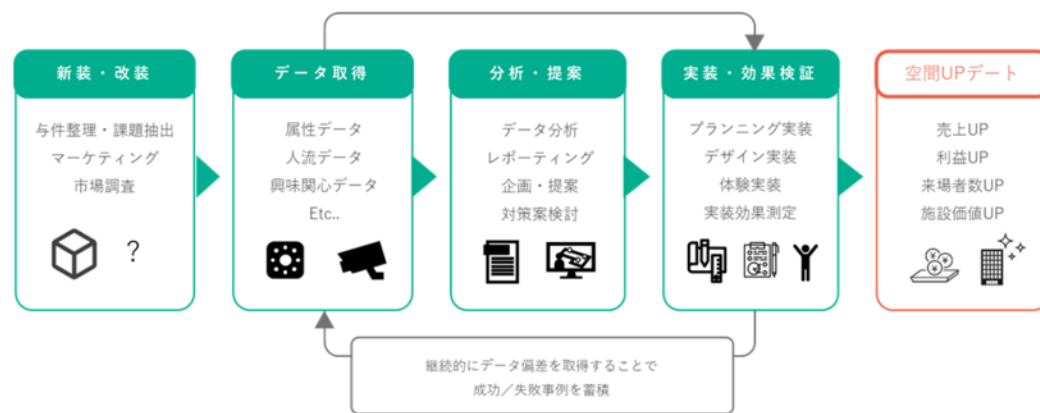 新装・改装
与件整理・課題抽出
マーケティング
市場調査
?
データ取得
属性データ
人流データ
興味関心データ
Etc..
分析・提案
データ分析
レポーティング
企画・提案
対策案検討
実装・効果検証
プランニング実装
デザイン実装
体験実装
実装効果測定
空間UPデート
売上UP
利益UP
来場者数UP
施設価値UP
継続的にデータ偏差を取得することで
成功／失敗事例を蓄積